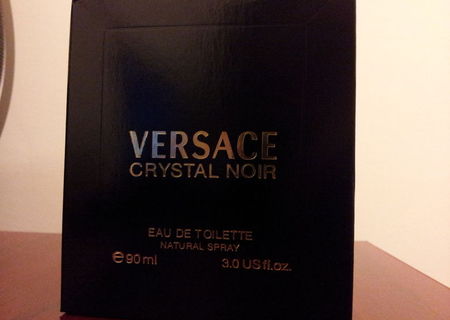 VERSACE
CRYSTAL NOIR
EAU DE TOILETTE
NATURAL SPRAY
℮90ml 3.0 US fl.oz.